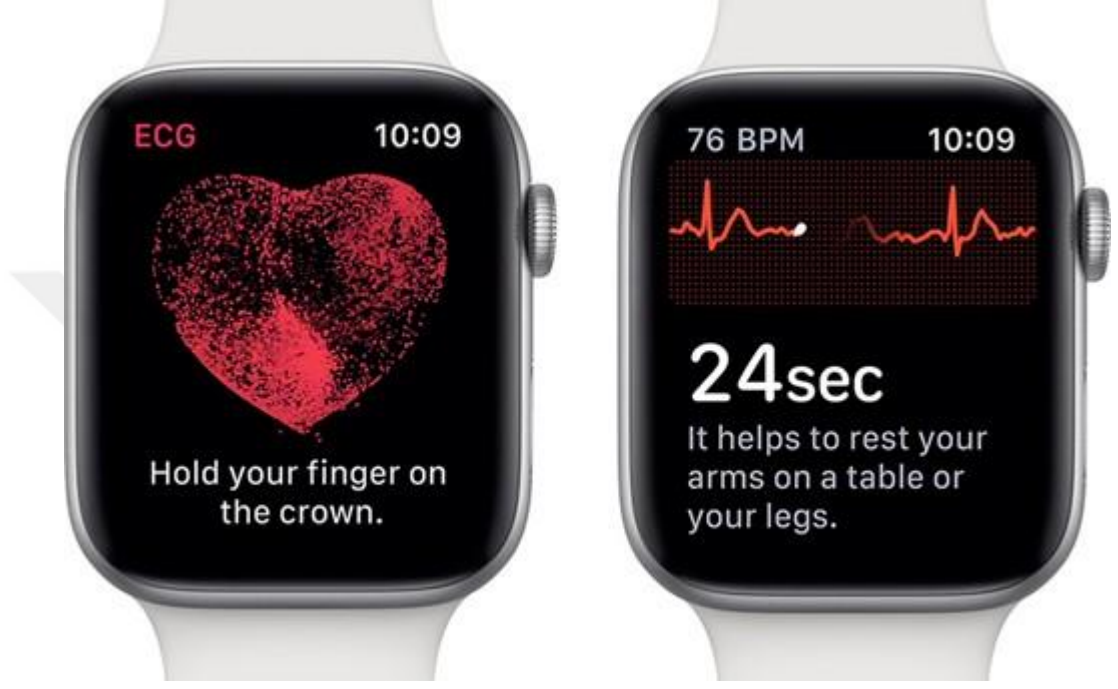 ECG 10:09
Hold your finger on
the crown.
76 BPM 10:09
24sec
It helps to rest your
arms on a table or
your legs.